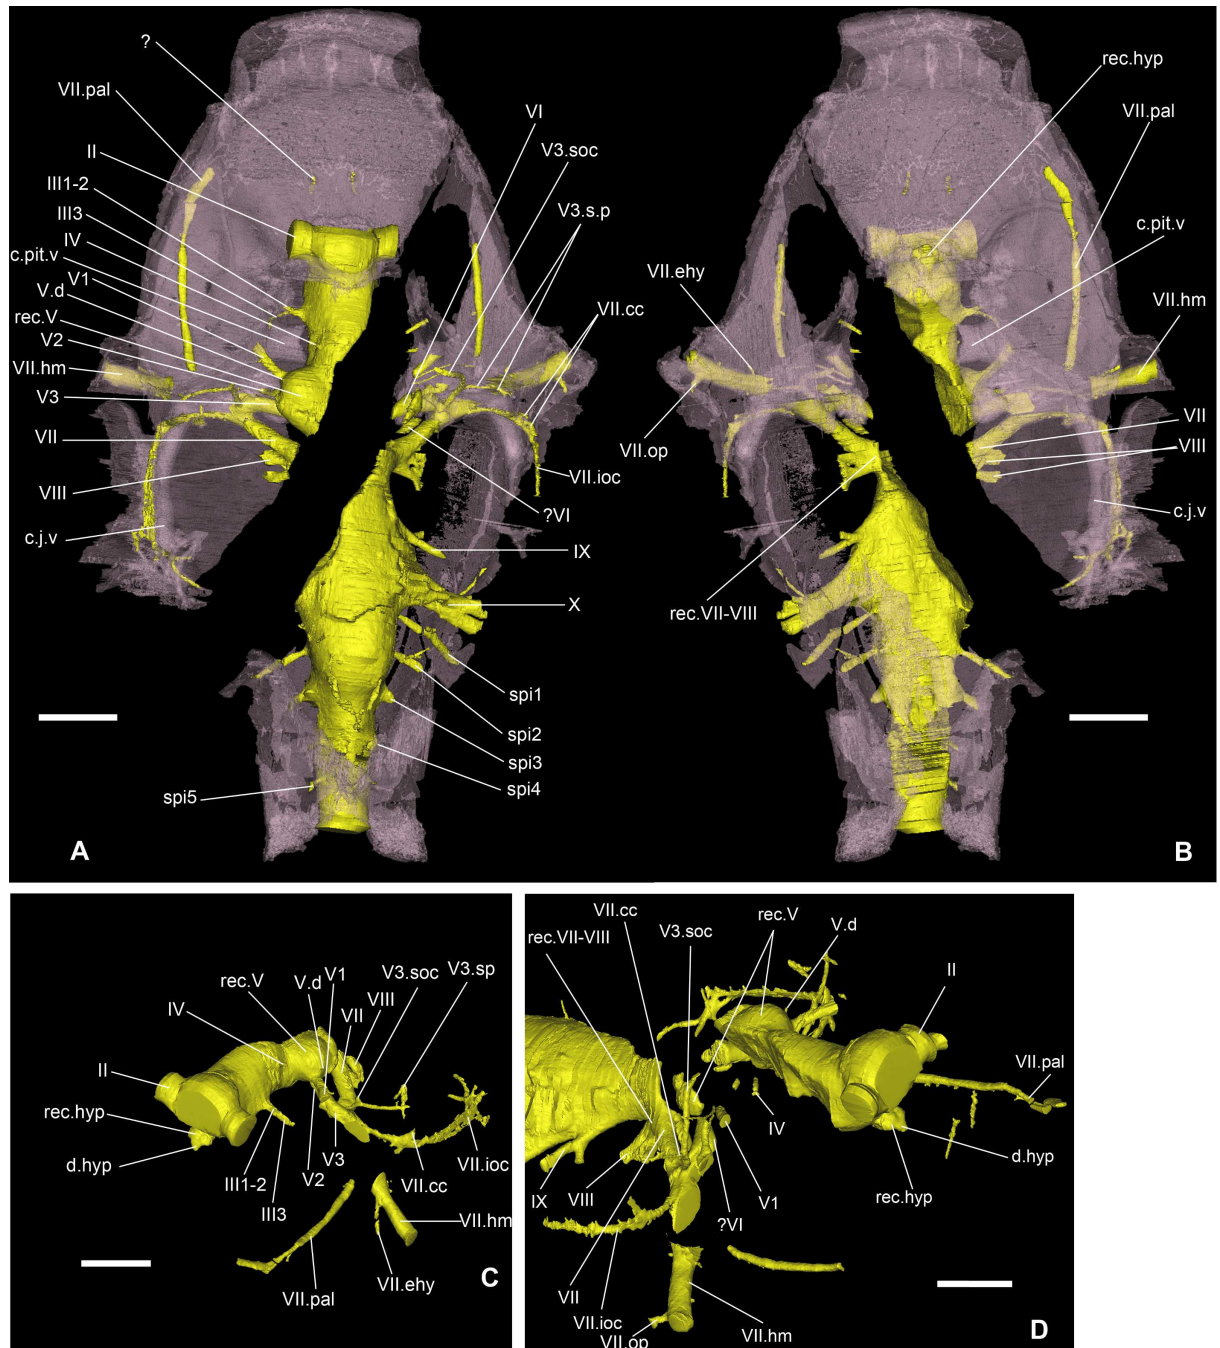 ?
VII.pal
II
III1-2
III3
IV
c.pit.v
V1
V.d
rec.V
V2
VII.hm
V3
VII
VIII
c.j.v
VI
V3.soc
V3.s.p
VII.cc
VII.ioc
?VI
IX
X
spi1
spi2
spi3
spi4
spi5
A
rec.hyp
VII.pal
c.pit.v
VII.ehy
VII.hm
VII.op
VII
VIII
c.j.v
rec.VII-VIII
B
rec.V
IV
V.d
V1
VII
VIII
V3.soc
V3.sp
II
rec.hyp
d.hyp
III1-2
III3
V2
V3
VII.cc
VII.ioc
VII.hm
VII.ehy
VII.pal
C
VII.cc
rec.VII-VIII
V3.soc
rec.V
V.d
II
VII.pal
IV
d.hyp
rec.hyp
V1
?VI
IX
VIII
VII
VII.ioc
VII.op
VII.hm
D